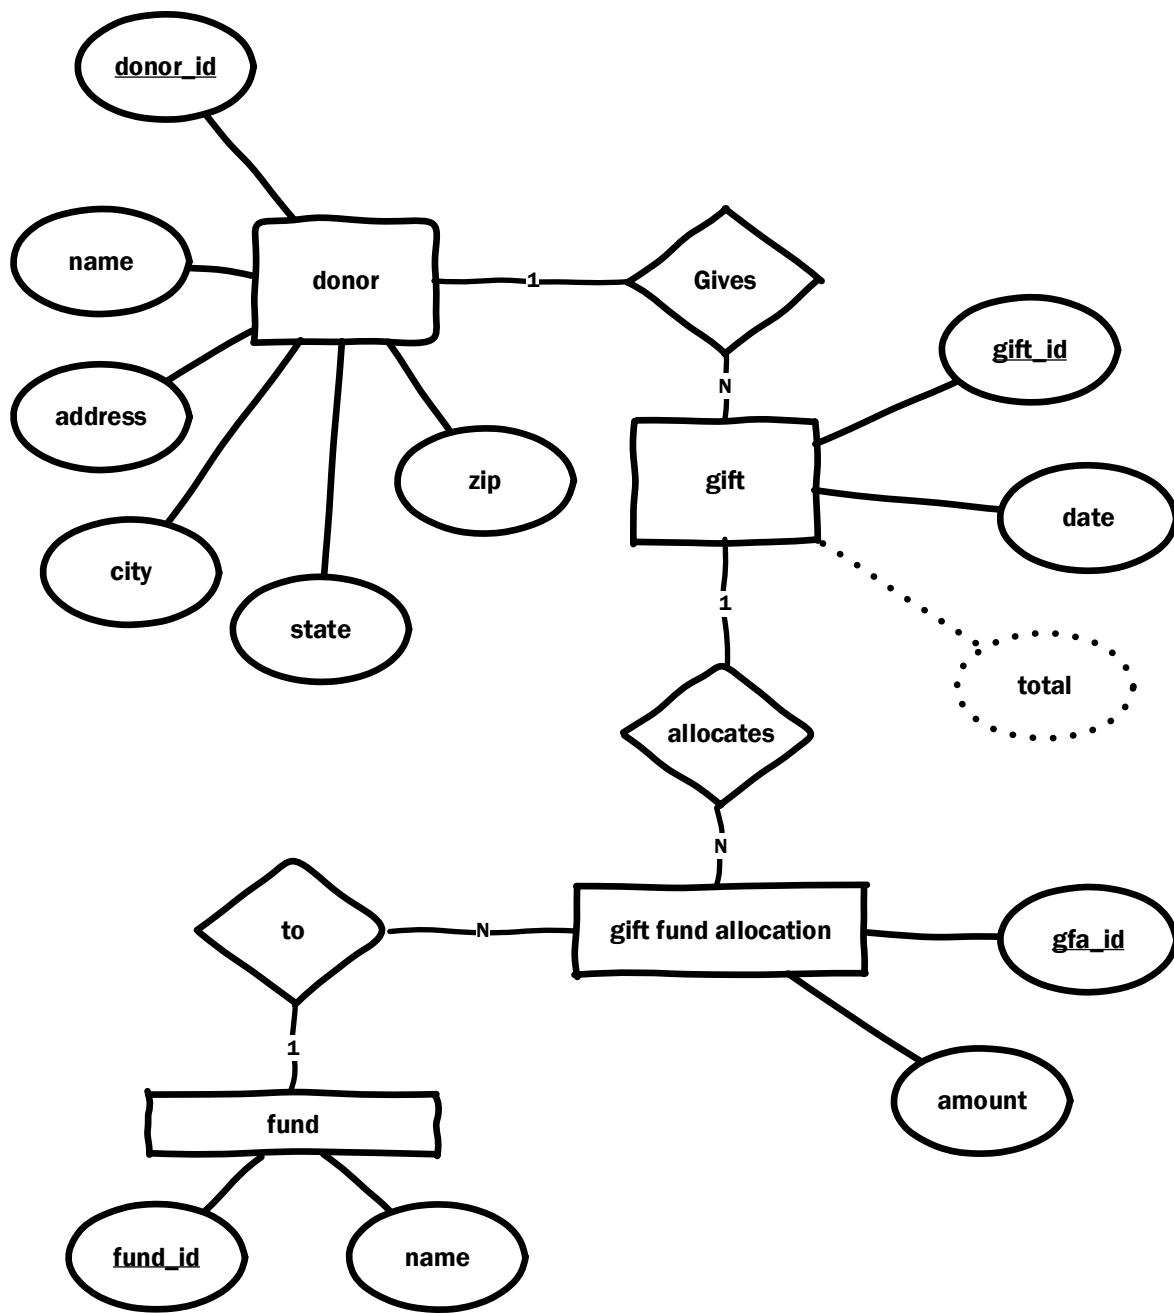 donor_id
name
donor
1
Gives
address
gift_id
N
zip
gift
date
city
state
1
total
allocates
N
to
N
gift fund allocation
gfa_id
1
amount
fund
fund_id
name